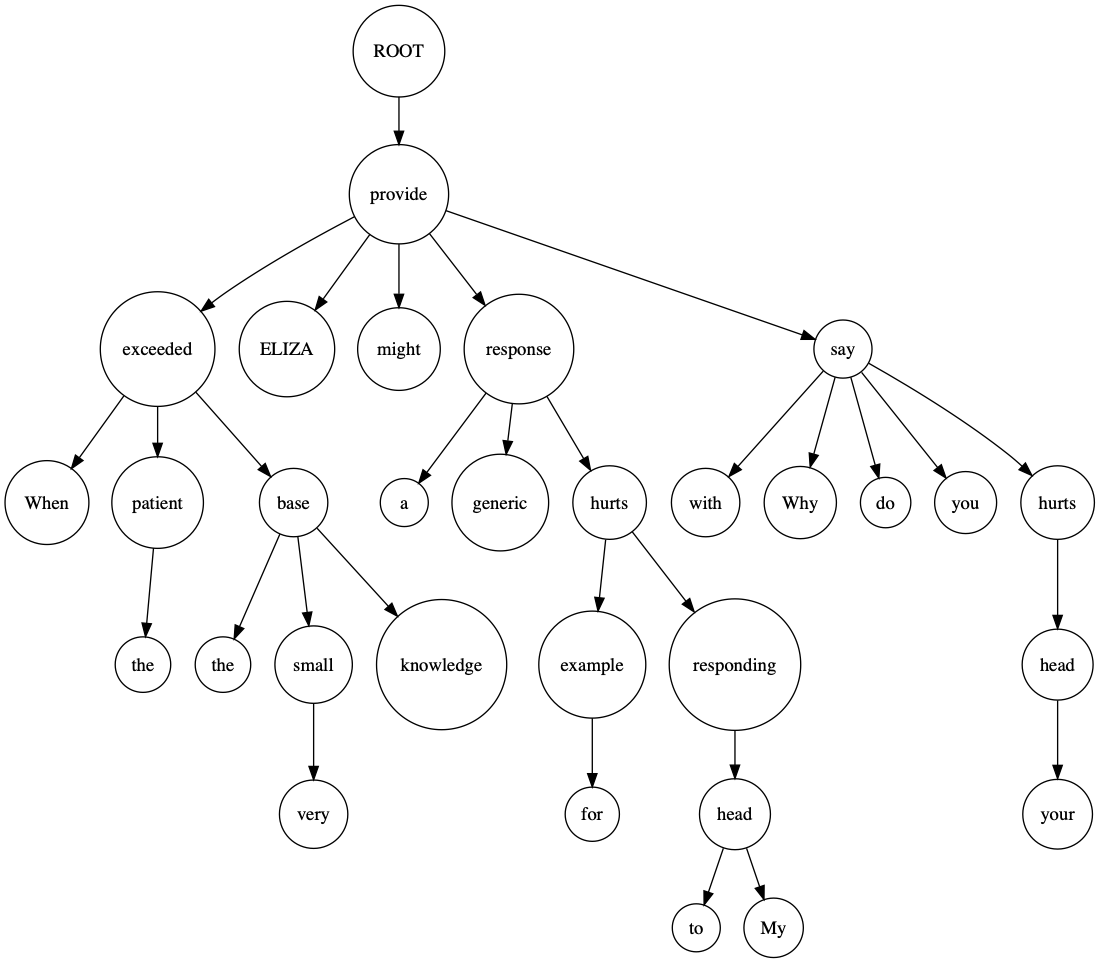 ROOT
provide
exceeded ELIZA might response say
When patient base a generic hurts with Why do you hurts
the the small knowledge example responding head
very for head your
to My